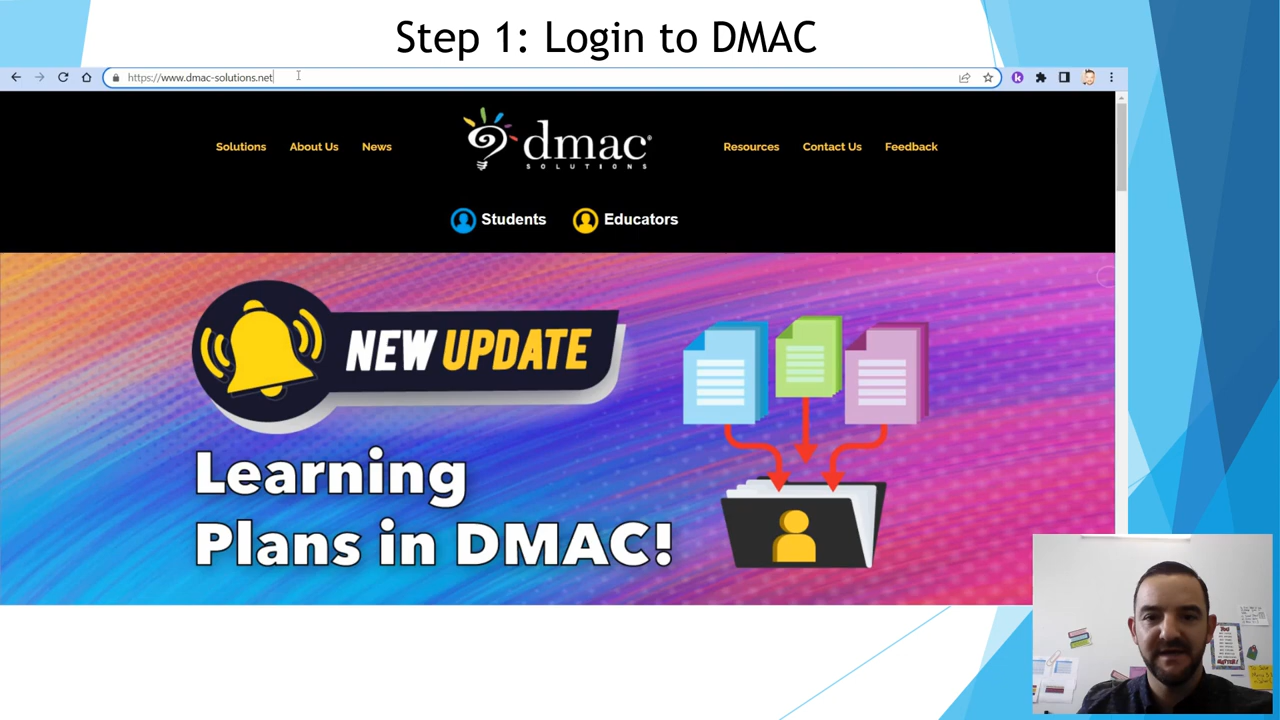 Step 1: Login to DMAC
https://www.dmac-solutions.net
Solutions About Us News
dmac®
SOLUTIONS
Resources Contact Us Feedback
Students Educators
NEW UPDATE
Learning
Plans in DMAC!